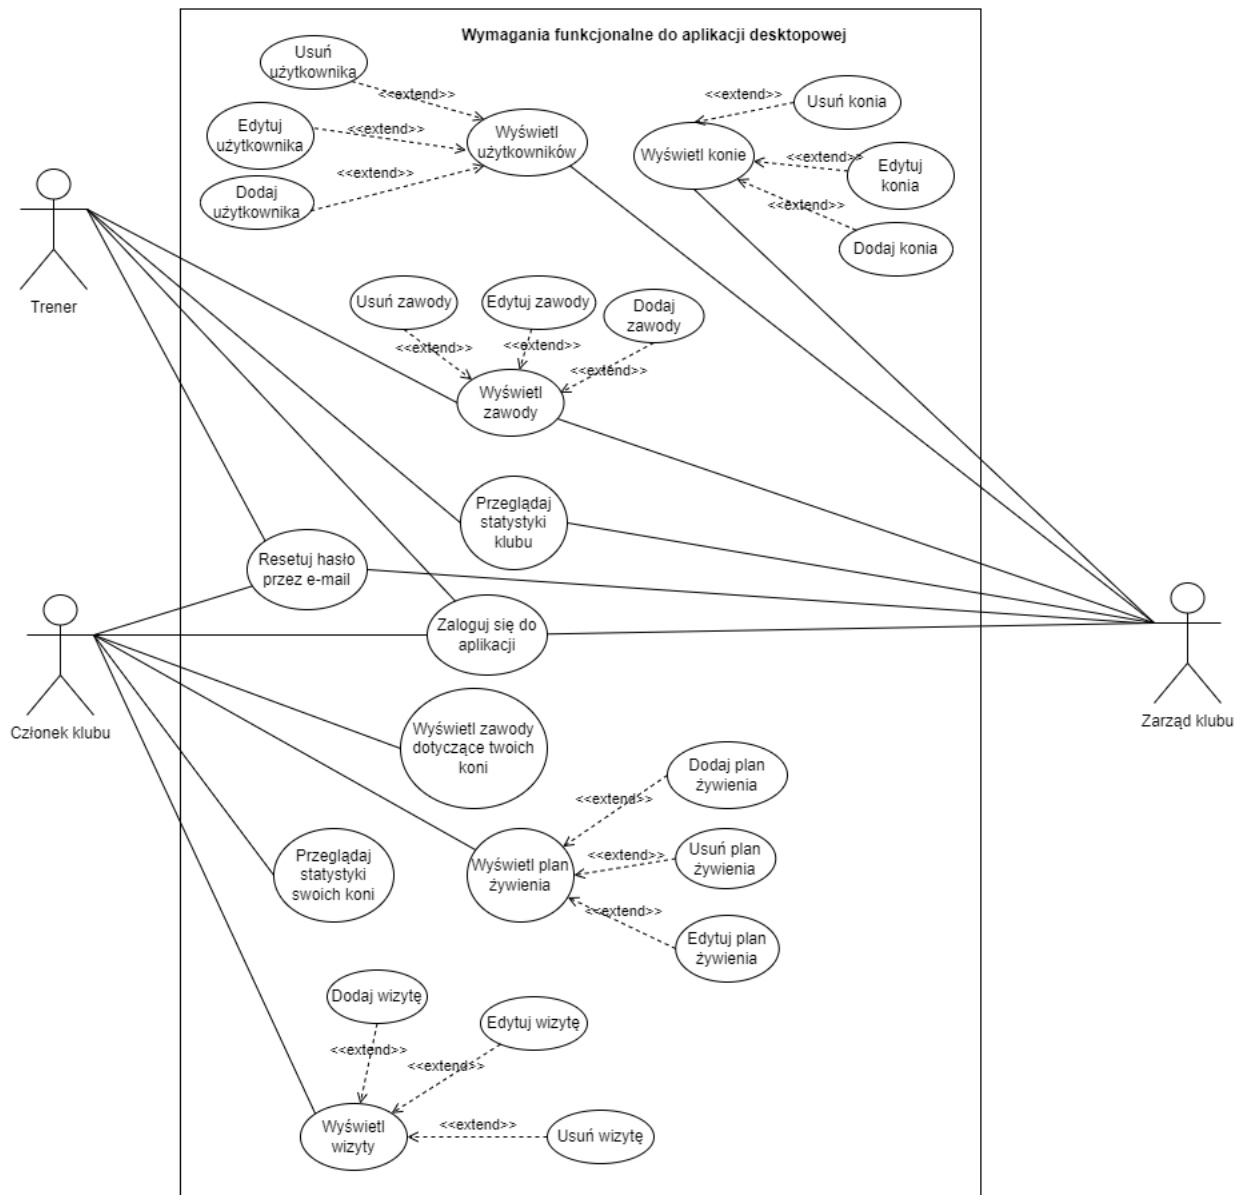 Wymagania funkcjonalne do aplikacji desktopowej
Usuń
użytkownika
<<extend>>
Edytuj
użytkownika
<<extend>>
Dodaj
użytkownika
<<extend>>
Wyświetl
użytkowników
<<extend>>
Usuń konia
Wyświetl konie
<<extend>>
Edytuj
konia
<<extend>>
Dodaj konia
Trener
Usuń zawody
Edytuj zawody
Dodaj
zawody
<<extend>>
<<extend>>
<<extend>>
Wyświetl
zawody
Przeglądaj
statystyki
klubu
Resetuj hasło
przez e-mail
Zaloguj się do
aplikacji
Członek klubu
Zarząd klubu
Wyświetl zawody
dotyczące twoich
koni
Dodaj plan
żywienia
<<extend>>
Przeglądaj
statystyki
swoich koni
Wyświetl plan
żywienia
<<extend>>
Usuń plan
żywienia
<<extend>>
Edytuj plan
żywienia
Dodaj wizytę
Edytuj wizytę
<<extend>>
<<extend>>
Wyświetl
wizyty
<<extend>>
Usuń wizytę